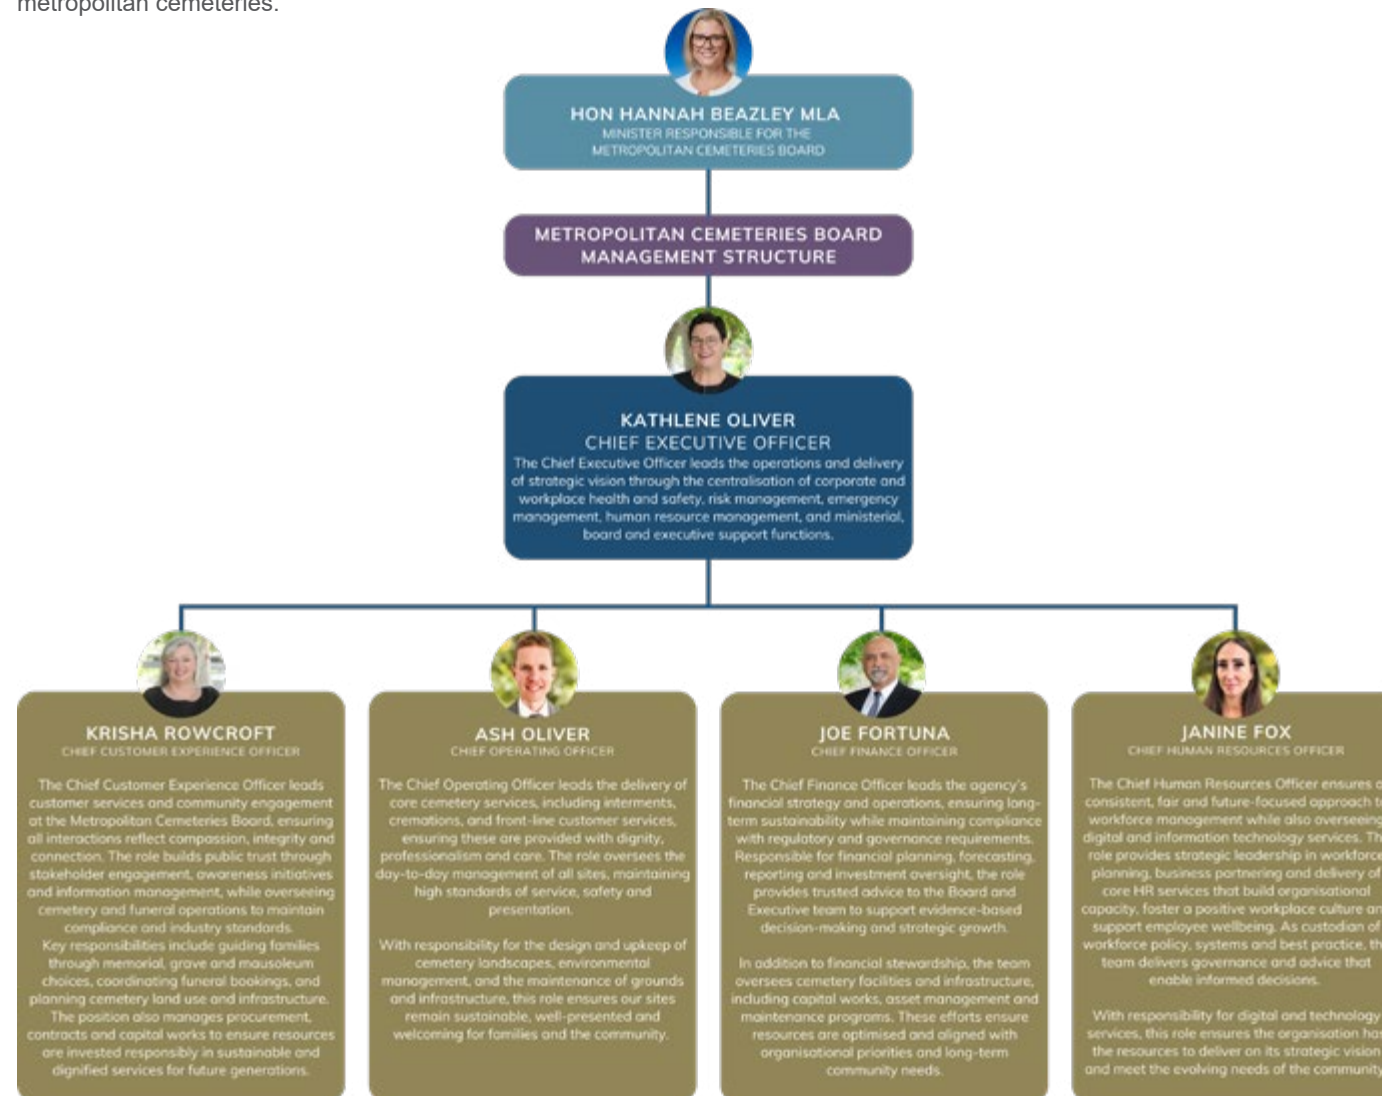 metropolitan cemeteries.
HON HANNAH BEAZLEY MLA
MINISTER RESPONSIBLE FOR THE
METROPOLITAN CEMETERIES BOARD
METROPOLITAN CEMETERIES BOARD
MANAGEMENT STRUCTURE
KATHLENE OLIVER
CHIEF EXECUTIVE OFFICER
The Chief Executive Officer leads the operations and delivery
of strategic vision through the centralisation of corporate and
workplace health and safety, risk management, emergency
management, human resource management, and ministerial,
board and executive support functions.
KRISHA ROWCROFT
CHIEF CUSTOMER EXPERIENCE OFFICER
The Chief Customer Experience Officer leads
customer services and community engagement
at the Metropolitan Cemeteries Board, ensuring
all interactions reflect compassion, integrity and
connection. The role builds public trust through
stakeholder engagement, awareness initiatives
and information management, while overseeing
cemetery and funeral operations to maintain
compliance and industry standards.
Key responsibilities include guiding families
through memorial, grave and mausoleum
choices, coordinating funeral bookings, and
planning cemetery land use and infrastructure.
The position also manages procurement,
contracts and capital works to ensure resources
are invested responsibly in sustainable and
dignified services for future generations.
ASH OLIVER
CHIEF OPERATING OFFICER
The Chief Operating Officer leads the delivery of
core cemetery services, including interments,
cremations, and front-line customer services,
ensuring these are provided with dignity,
professionalism and care. The role oversees the
day-to-day management of all sites, maintaining
high standards of service, safety and
presentation.
With responsibility for the design and upkeep of
cemetery landscapes, environmental
management, and the maintenance of grounds
and infrastructure, this role ensures our sites
remain sustainable, well-presented and
welcoming for families and the community.
JOE FORTUNA
CHIEF FINANCE OFFICER
The Chief Finance Officer leads the agency's
financial strategy and operations, ensuring long-
term sustainability while maintaining compliance
with regulatory and governance requirements.
Responsible for financial planning, forecasting,
reporting and investment oversight, the role
provides trusted advice to the Board and
Executive team to support evidence-based
decision-making and strategic growth.
In addition to financial stewardship, the team
oversees cemetery facilities and infrastructure,
including capital works, asset management and
maintenance programs. These efforts ensure
resources are optimised and aligned with
organisational priorities and long-term
community needs.
JANINE FOX
CHIEF HUMAN RESOURCES OFFICER
The Chief Human Resources Officer ensures
consistent, fair and future-focused approach
workforce management while also overseeing
digital and information technology services.
role provides strategic leadership in workforce
planning, business partnering and delivery of
core HR services that build organisational
capacity, foster a positive workplace culture
support employee wellbeing. As custodian of
workforce policy, systems and best practice,
team delivers governance and advice that
enable informed decisions.
With responsibility for digital and technology
services, this role ensures the organisation has
the resources to deliver on its strategic vision
and meet the evolving needs of the community